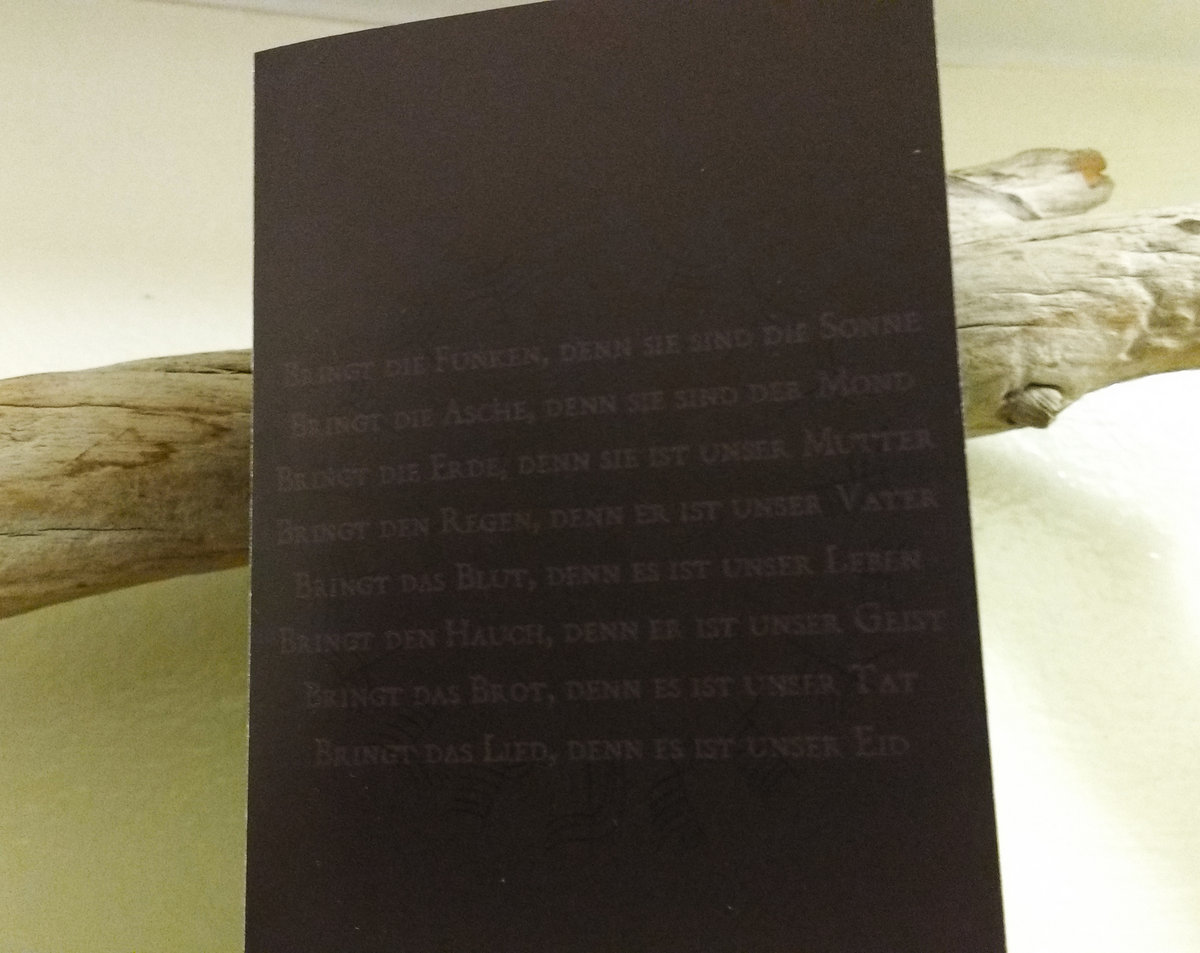 Bringt die Funken, denn sie sind die Sonne
Bringt die Asche, denn sie sind der Mond
Bringt die Erde, denn sie ist unser Mutter
Bringt den Regen, denn er ist unser Vater
Bringt das Blut, denn es ist unser Leben
Bringt den Hauch, denn er ist unser Geist
Bringt das Brot, denn es ist unser Tat
Bringt das Lied, denn es ist unser Eid